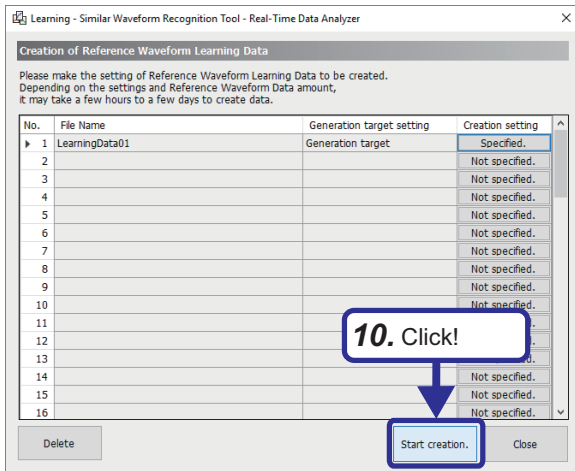 Learning - Similar Waveform Recognition Tool - Real-Time Data Analyzer
Creation of Reference Waveform Learning Data
Please make the setting of Reference Waveform Learning Data to be created.
Depending on the settings and Reference Waveform Data amount,
it may take a few hours to a few days to create data.
No. File Name Generation target setting Creation setting
1 LearningData01 Generation target Specified.
2 Not specified.
3 Not specified.
4 Not specified.
5 Not specified.
6 Not specified.
7 Not specified.
8 Not specified.
9 Not specified.
10 Not specified.
11
12
13
14 Not specified.
15 Not specified.
16 Not specified.
10. Click!
Delete Start creation. Close